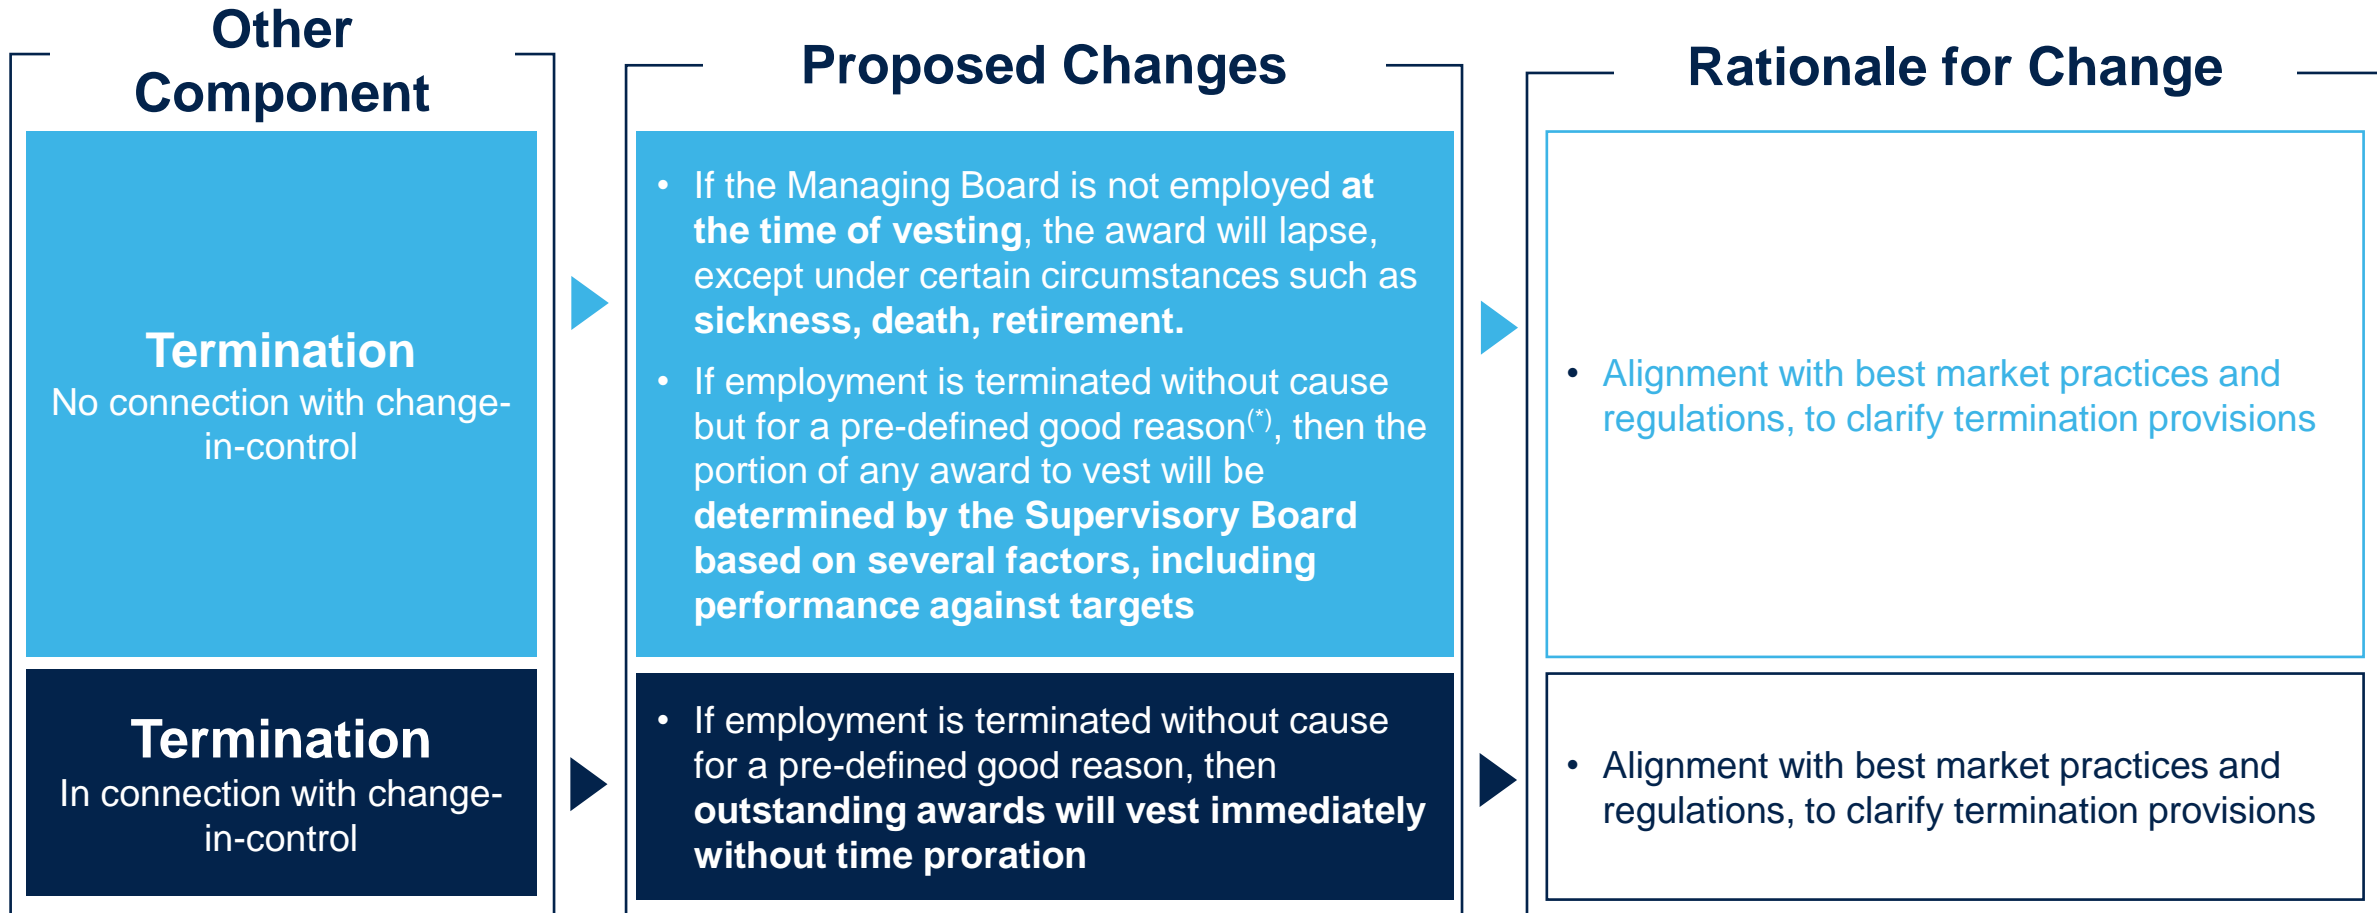 Other
Component
Proposed Changes
Rationale for Change
Termination
No connection with change-
in-control
• If the Managing Board is not employed at
the time of vesting, the award will lapse,
except under certain circumstances such as
sickness, death, retirement.
• If employment is terminated without cause
but for a pre-defined good reason(*), then the
portion of any award to vest will be
determined by the Supervisory Board
based on several factors, including
performance against targets
• Alignment with best market practices and
regulations, to clarify termination provisions
Termination
In connection with change-
in-control
• If employment is terminated without cause
for a pre-defined good reason, then
outstanding awards will vest immediately
without time proration
• Alignment with best market practices and
regulations, to clarify termination provisions